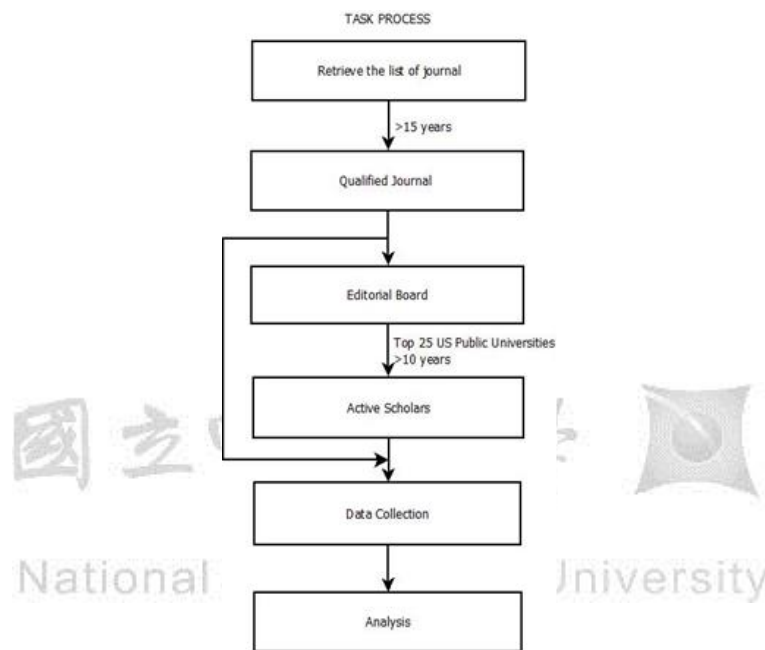 TASK PROCESS
Retrieve the list of journal
>15 years
Qualified Journal
Editorial Board
Top 25 US Public Universities
>10 years
Active Scholars
國立
Data Collection
National University
Analysis